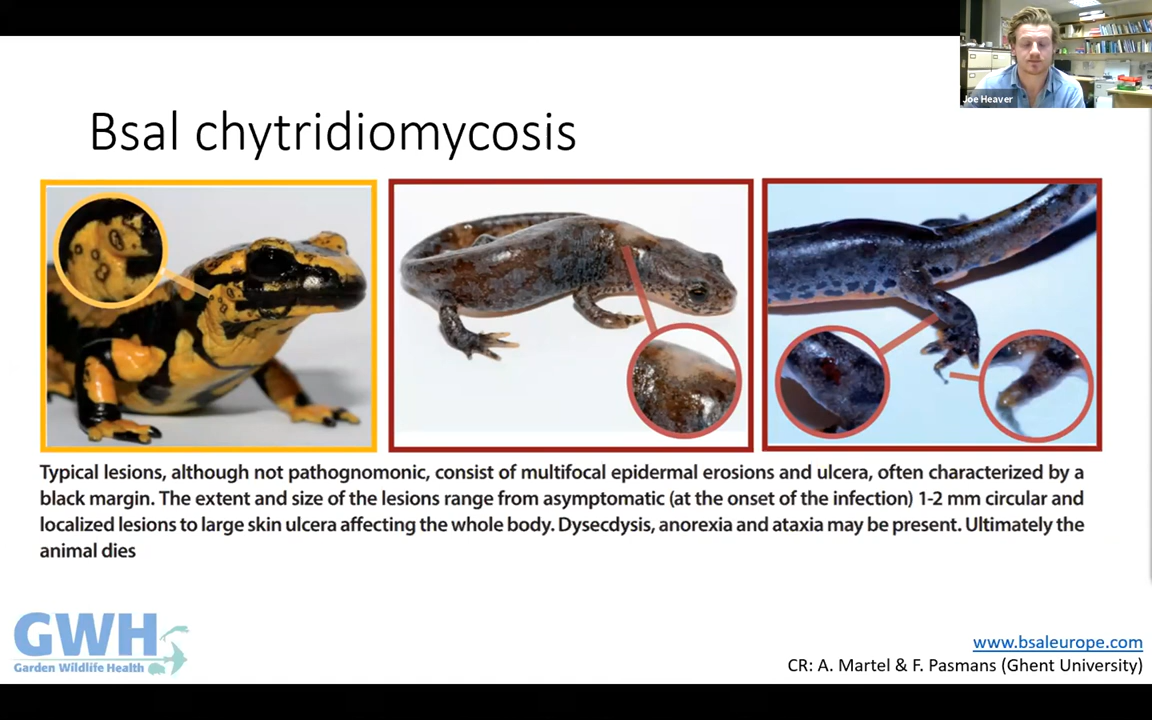 Joe Heaver
Bsal chytridiomycosis
Typical lesions, although not pathognomonic, consist of multifocal epidermal erosions and ulcera, often characterized by a
black margin. The extent and size of the lesions range from asymptomatic (at the onset of the infection) 1-2 mm circular and
localized lesions to large skin ulcera affecting the whole body. Dysecdysis, anorexia and ataxia may be present. Ultimately the
animal dies
GWH
Garden Wildlife Health
www.bsaleurope.com
CR: A. Martel & F. Pasmans (Ghent University)